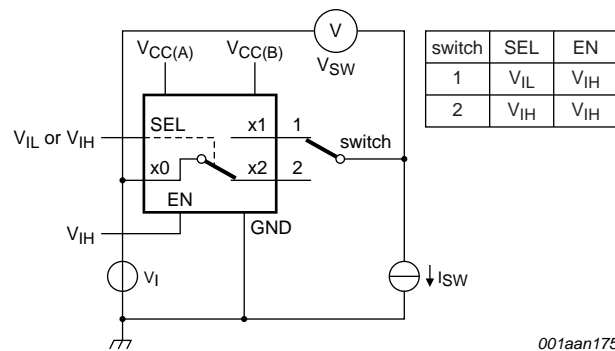 V
VSW
VCC(A) VCC(B)
switch SEL EN
1 VIL VIH
2 VIH VIH
VIL or VIH
SEL x1 1 switch
x0 x2 2
EN
VIH GND
VI ISW
001aan175